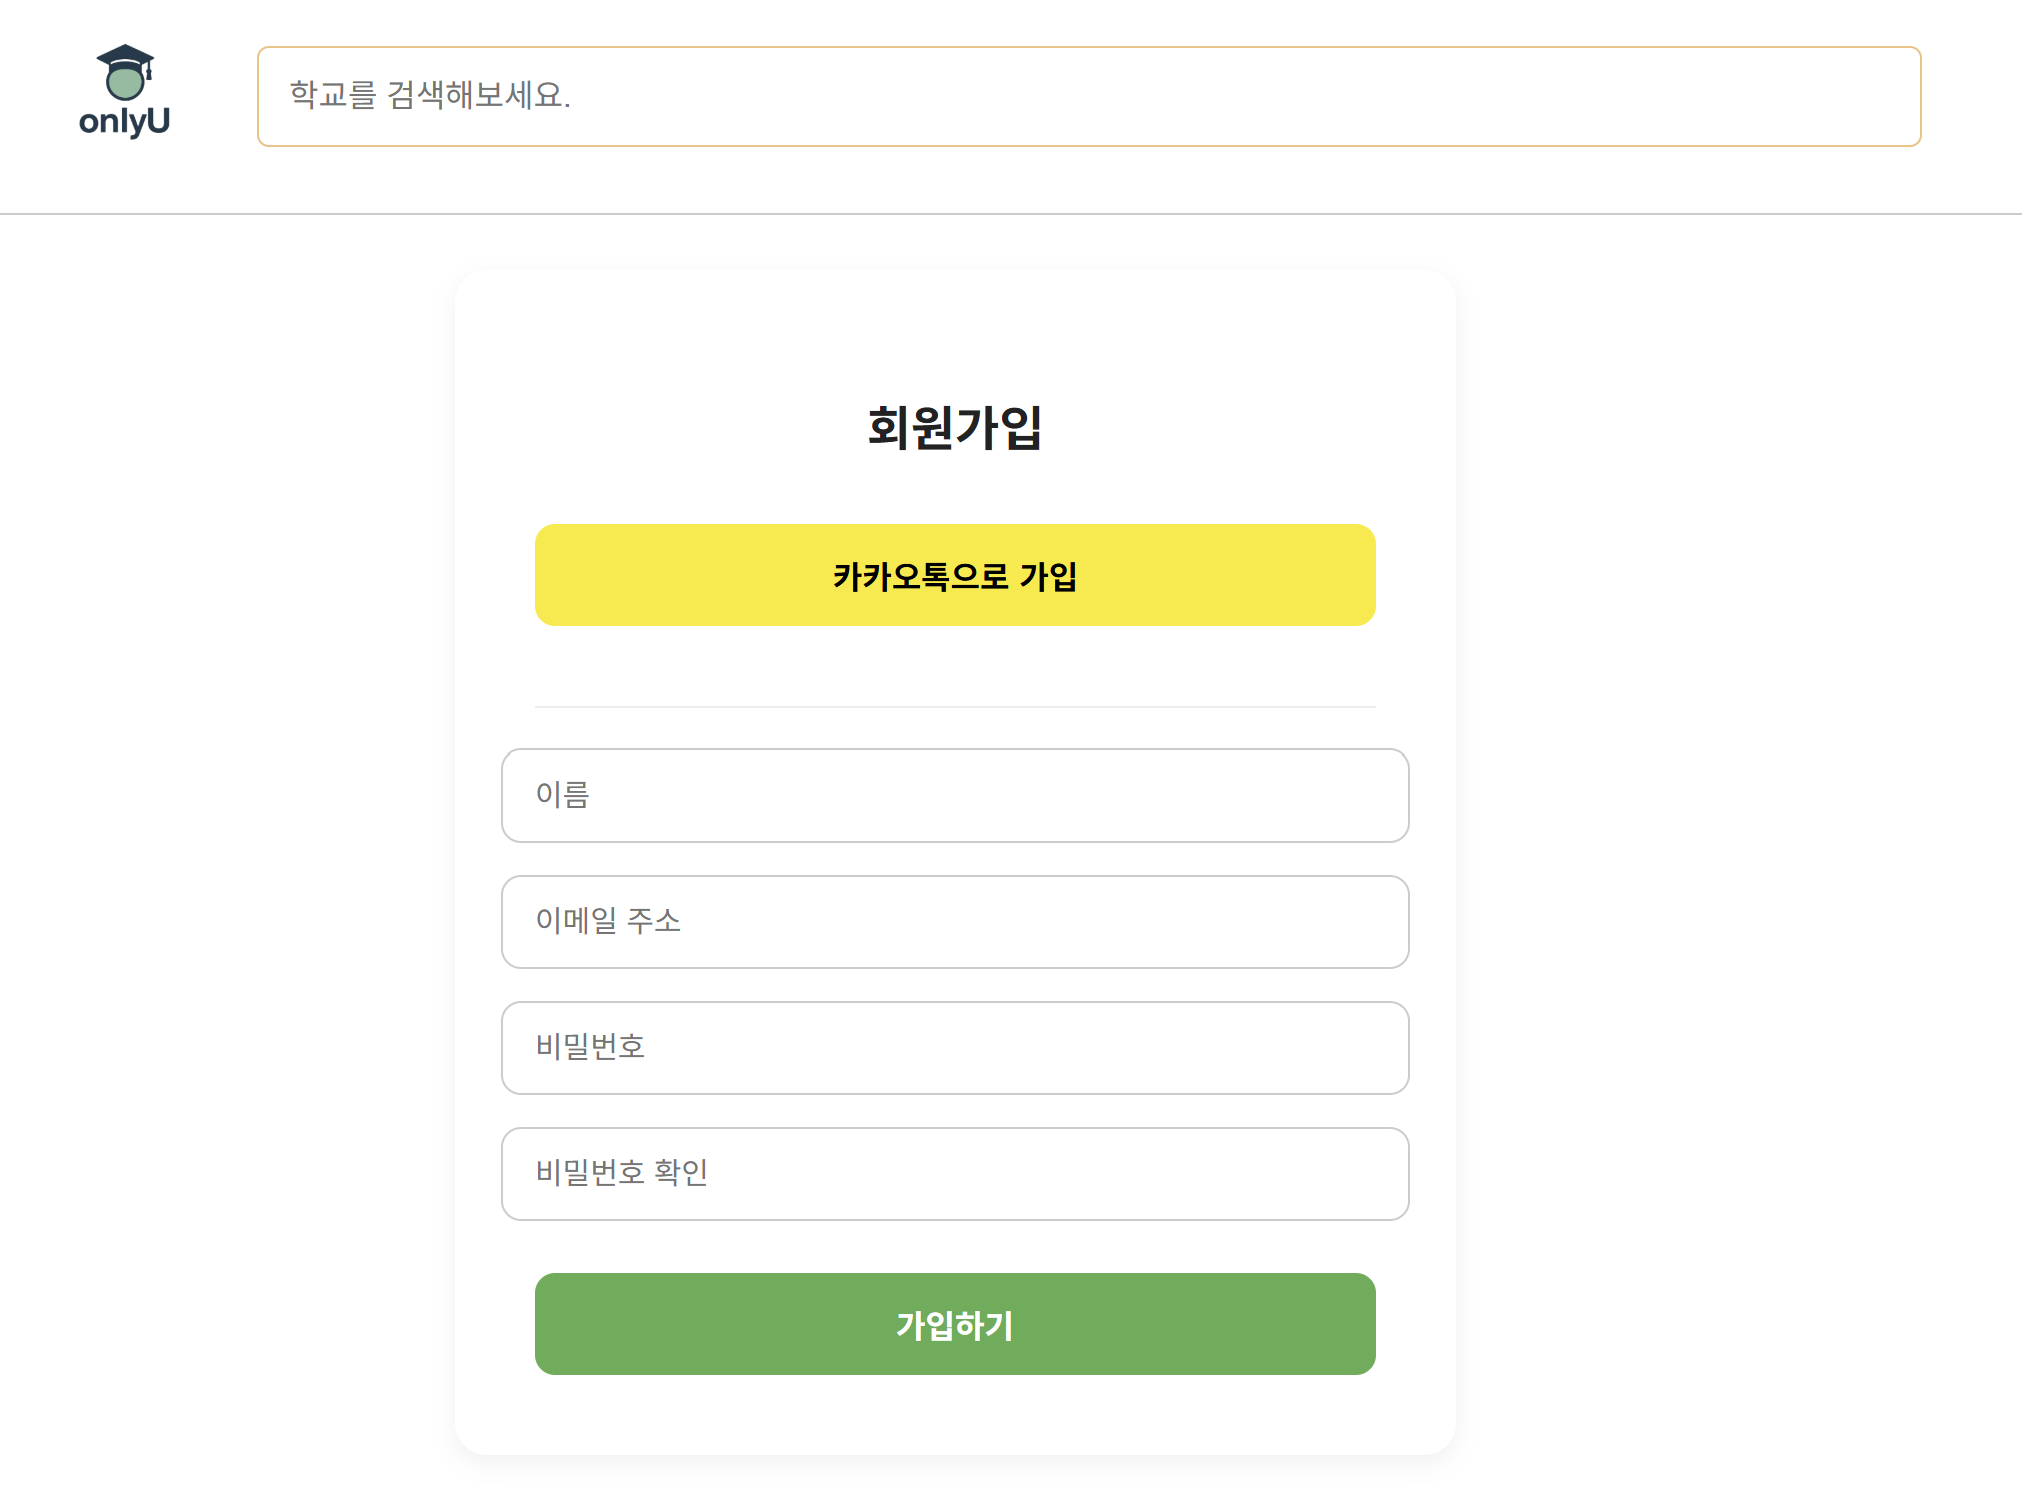 onlyU
학교를 검색해보세요.
회원가입
카카오톡으로 가입
이름
이메일 주소
비밀번호
비밀번호 확인
가입하기